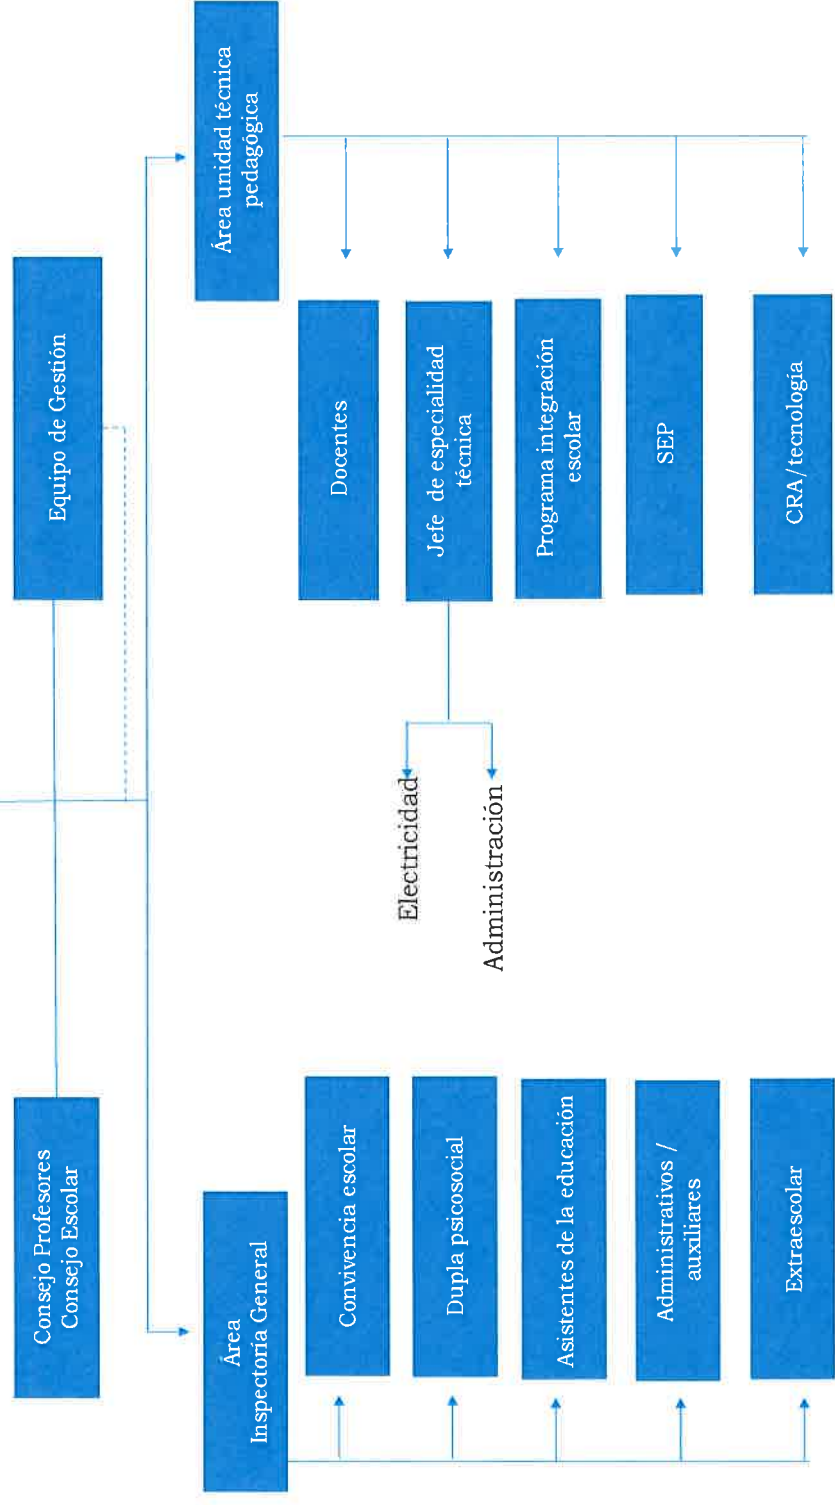 Consejo Profesores
Consejo Escolar
Equipo de Gestión
Área
Inspectoría General
Área unidad técnica
pedagógica
Convivencia escolar
Dupla psicosocial
Asistentes de la educación
Administrativos /
auxiliares
Extraescolar
Electricidad
Administración
Docentes
Jefe de especialidad
técnica
Programa integración
escolar
SEP
CRA/tecnología